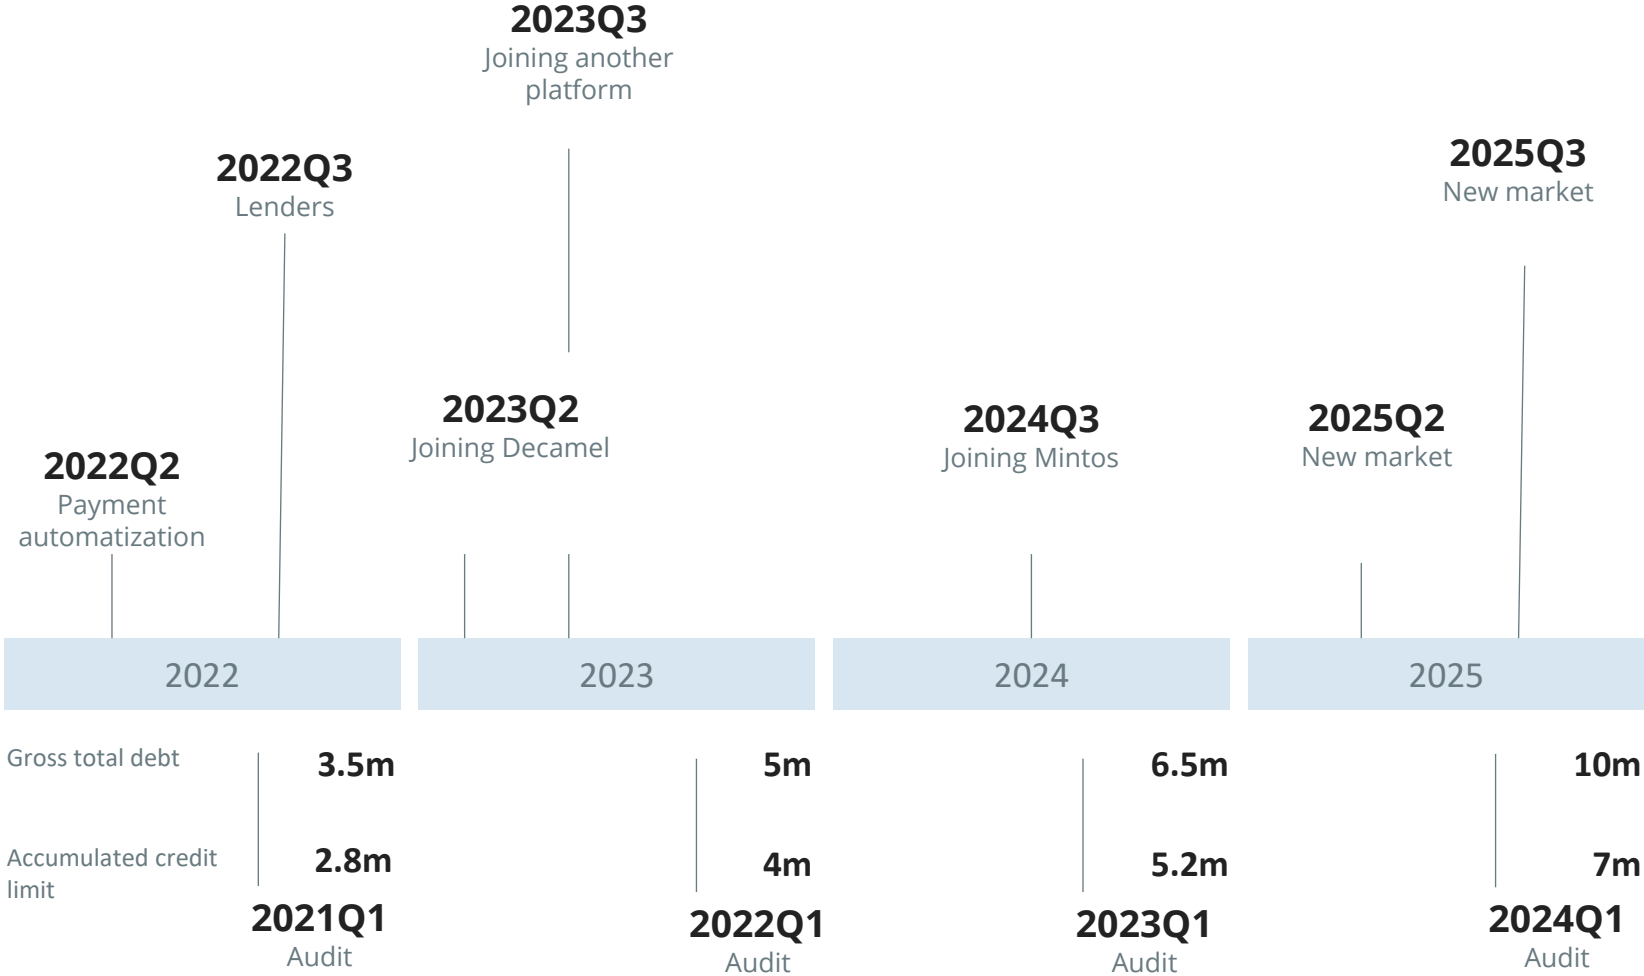 2023Q3
Joining another
platform
2022Q3
Lenders
2025Q3
New market
2023Q2
Joining Decamel
2024Q3
Joining Mintos
2025Q2
New market
2022Q2
Payment
automatization
2022
2023
2024
2025
Gross total debt
3.5m
5m
6.5m
10m
Accumulated credit
limit
2.8m
4m
5.2m
7m
2021Q1
Audit
2022Q1
Audit
2023Q1
Audit
2024Q1
Audit